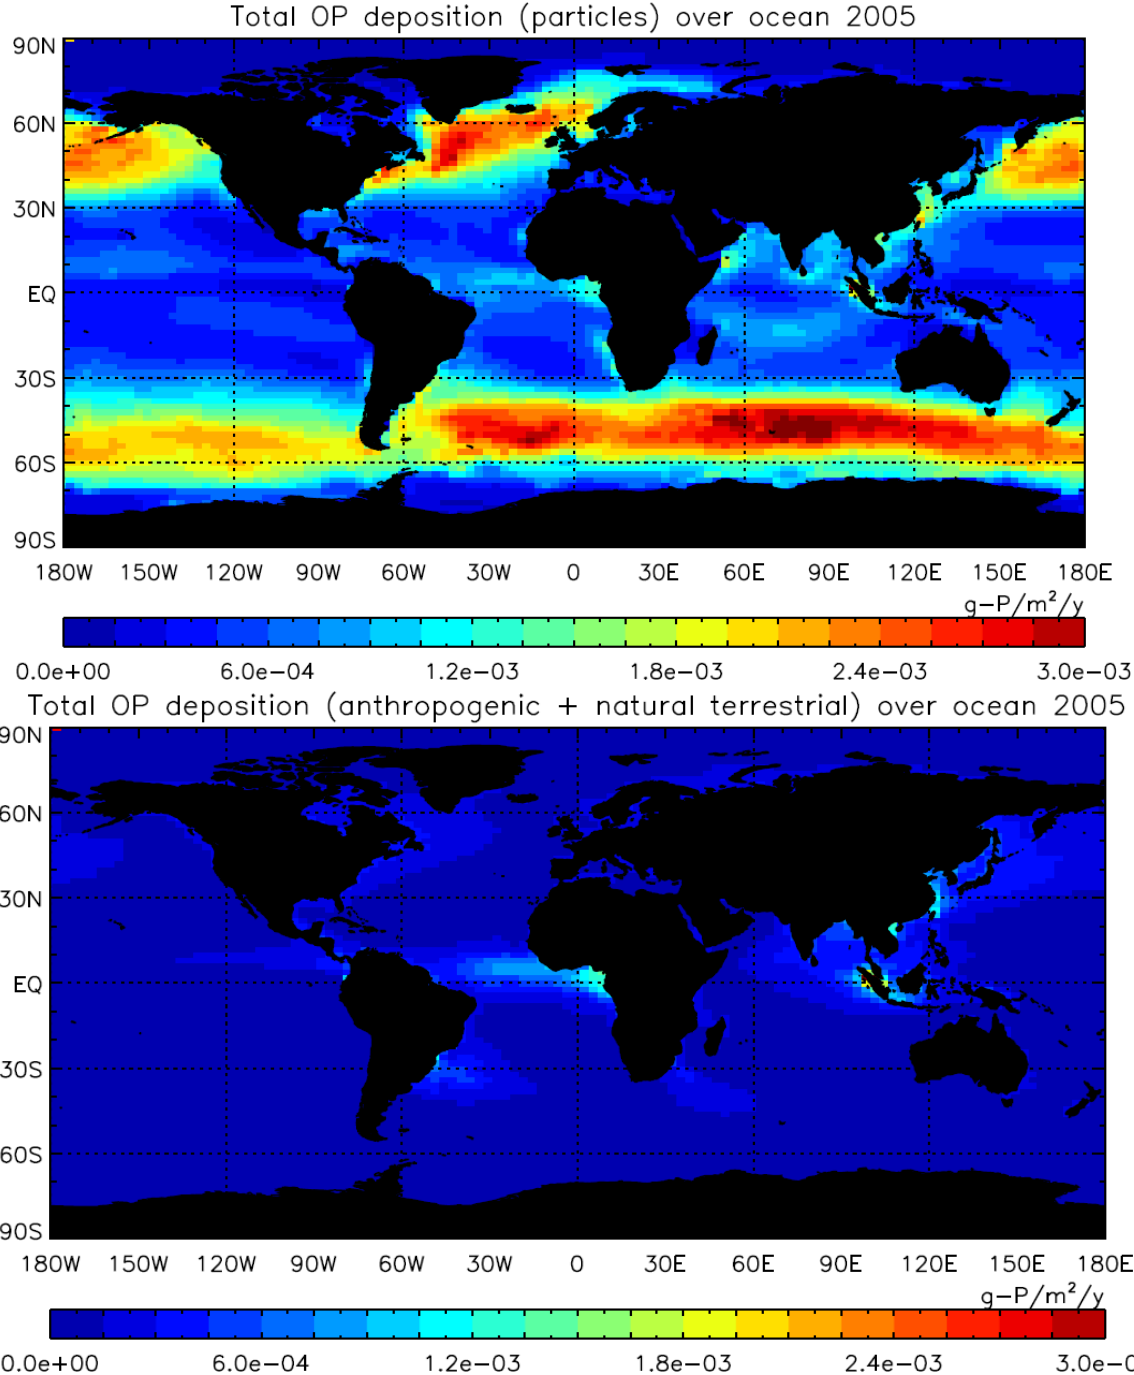 Total OP deposition (particles) over ocean 2005
90N
60N
30N
EQ
30S
60S
90S
180W 150W 120W 90W 60W 30W 0 30E 60E 90E 120E 150E 180E
g-P/m²/y
0.0e+00 6.0e-04 1.2e-03 1.8e-03 2.4e-03 3.0e-03
Total OP deposition (anthropogenic + natural terrestrial) over ocean 2005
90N
60N
30N
EQ
30S
60S
90S
180W 150W 120W 90W 60W 30W 0 30E 60E 90E 120E 150E 180E
g-P/m²/y
0.0e+00 6.0e-04 1.2e-03 1.8e-03 2.4e-03 3.0e-0